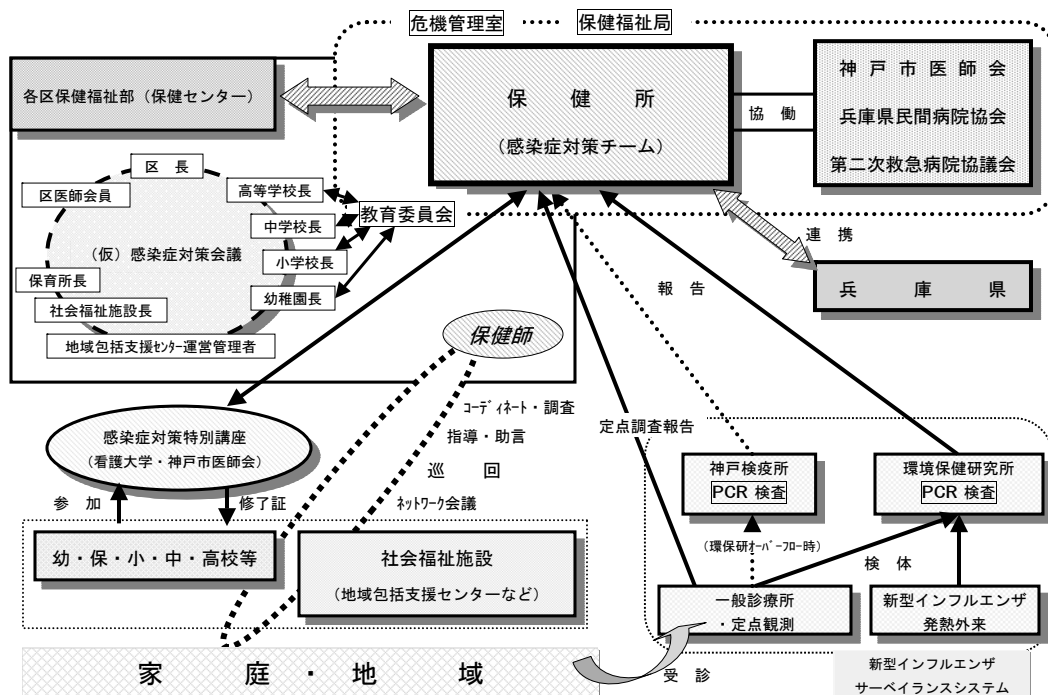 危機管理室
保健福祉局
各区保健福祉部（保健センター）
保　健　所
（感染症対策チーム）
協　働
神 戸 市 医 師 会
兵庫県民間病院協会
第二次救急病院協議会
区　長
区医師会員
高等学校長
中学校長
教育委員会
小学校長
（仮）感染症対策会議
保育所長
幼稚園長
社会福祉施設長
地域包括支援ｾﾝﾀｰ運営管理者
連　携
兵　庫　県
報　告
保健師
ｺｰﾃﾞｨﾈｰﾄ・調査
指導・助言
巡　回
ﾈｯﾄﾜｰｸ会議
定点調査報告
感染症対策特別講座
（看護大学・神戸市医師会）
参　加
修了証
幼・保・小・中・高校等
社会福祉施設
（地域包括支援センターなど）
神戸検疫所
PCR 検査
環境保健研究所
PCR 検査
（環保研ｵｰﾊﾞｰﾌﾛｰ時）
検　体
一般診療所
・定点観測
新型インフルエンザ
発熱外来
家　庭・地　域
受　診
新型インフルエンザ
サーベイランスシステム